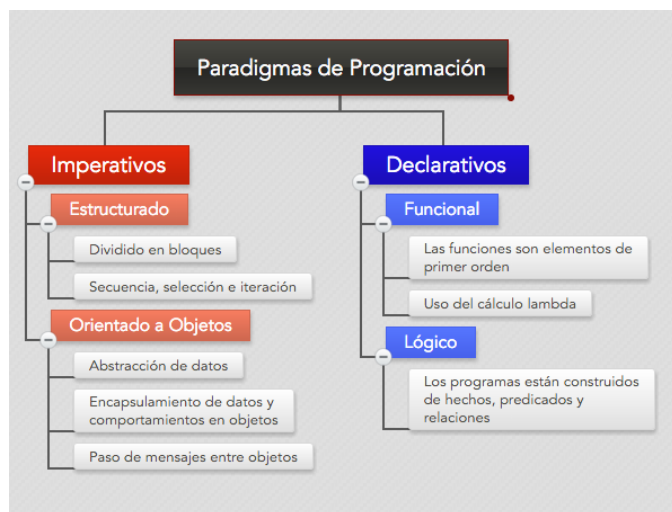 Paradigmas de Programación
Imperativos
Estructurado
Dividido en bloques
Secuencia, selección e iteración
Orientado a Objetos
Abstracción de datos
Encapsulamiento de datos y
comportamientos en objetos
Paso de mensajes entre objetos
Declarativos
Funcional
Las funciones son elementos de
primer orden
Uso del cálculo lambda
Lógico
Los programas están construidos
de hechos, predicados y
relaciones